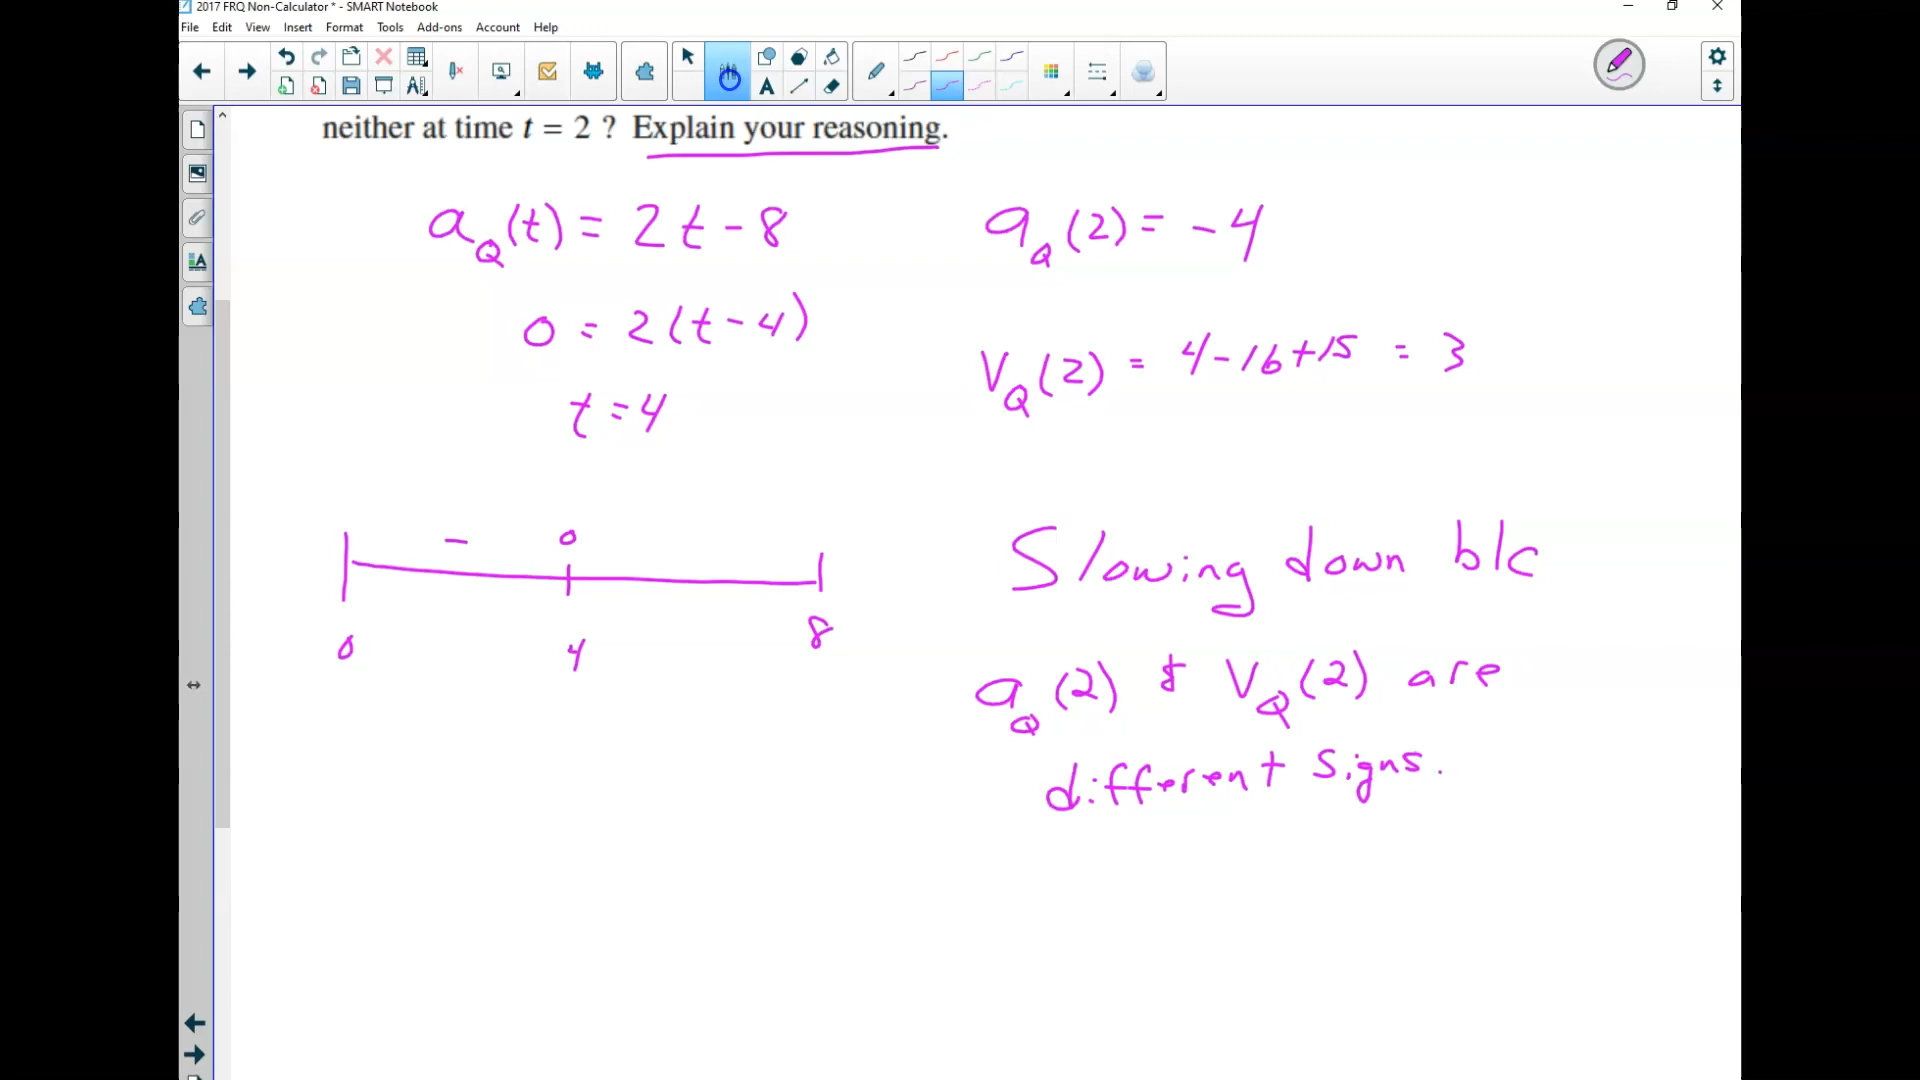 2017 FRQ Non-Calculator * - SMART Notebook
File Edit View Insert Format Tools Add-ons Account Help
neither at time t = 2 ? Explain your reasoning.
a_Q(t) = 2t - 8
0 = 2(t - 4)
t = 4
a_Q(2) = -4
V_Q(2) = 4 - 16 + 15 = 3
- 0
0 4 8
Slowing down b/c
a_Q(2) & V_Q(2) are
different signs.